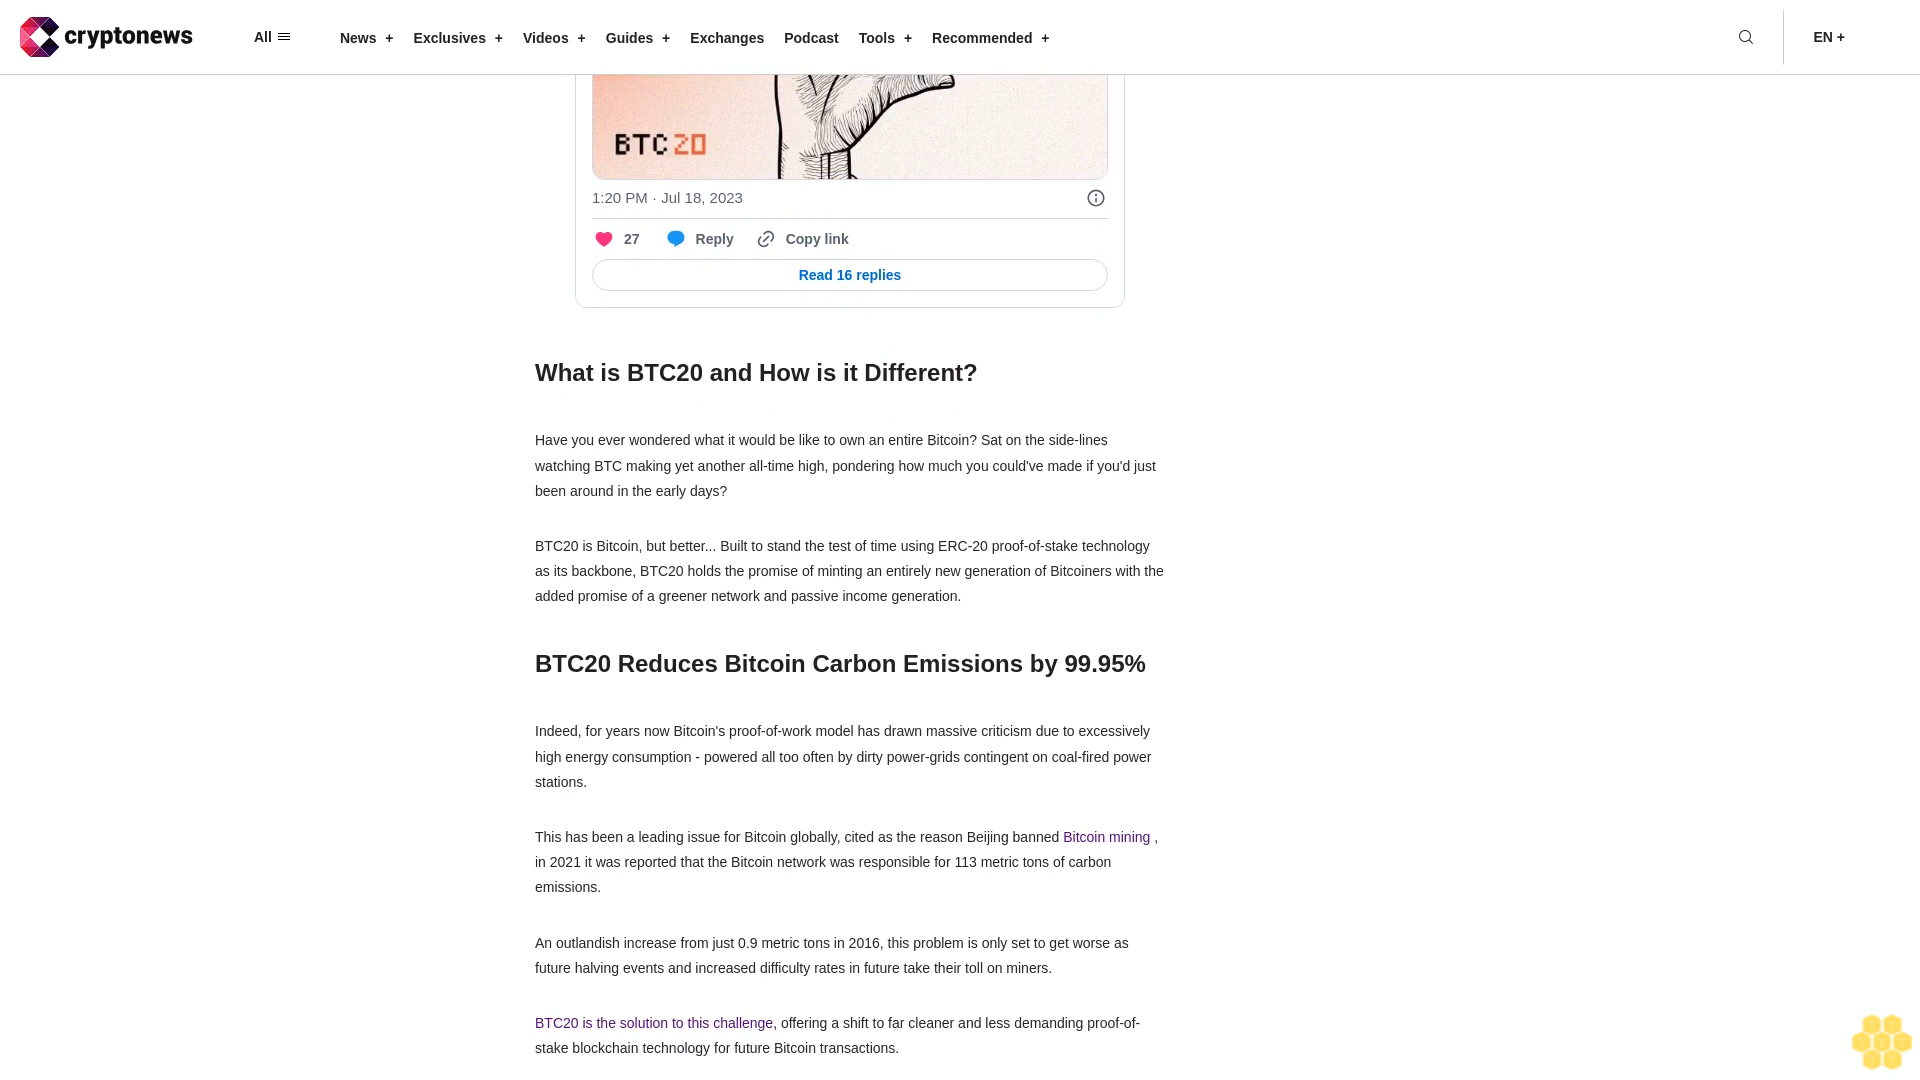 cryptonews
All
News +
Exclusives +
Videos +
Guides +
Exchanges
Podcast
Tools +
Recommended +
EN +
BTC20
1:20 PM · Jul 18, 2023
27
Reply
Copy link
Read 16 replies
What is BTC20 and How is it Different?
Have you ever wondered what it would be like to own an entire Bitcoin? Sat on the side-lines
watching BTC making yet another all-time high, pondering how much you could've made if you'd just
been around in the early days?
BTC20 is Bitcoin, but better... Built to stand the test of time using ERC-20 proof-of-stake technology
as its backbone, BTC20 holds the promise of minting an entirely new generation of Bitcoiners with the
added promise of a greener network and passive income generation.
BTC20 Reduces Bitcoin Carbon Emissions by 99.95%
Indeed, for years now Bitcoin's proof-of-work model has drawn massive criticism due to excessively
high energy consumption - powered all too often by dirty power-grids contingent on coal-fired power
stations.
This has been a leading issue for Bitcoin globally, cited as the reason Beijing banned Bitcoin mining ,
in 2021 it was reported that the Bitcoin network was responsible for 113 metric tons of carbon
emissions.
An outlandish increase from just 0.9 metric tons in 2016, this problem is only set to get worse as
future halving events and increased difficulty rates in future take their toll on miners.
BTC20 is the solution to this challenge, offering a shift to far cleaner and less demanding proof-of-
stake blockchain technology for future Bitcoin transactions.